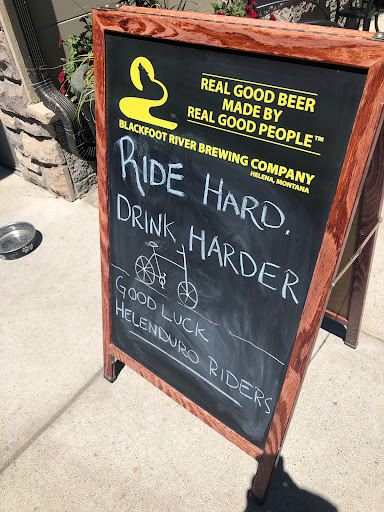 REAL GOOD BEER
MADE BY
REAL GOOD PEOPLE™
BLACKFOOT RIVER BREWING COMPANY
HELENA, MONTANA
RIDE HARD.
DRINK HARDER
GOOD LUCK
HELENDURO RIDERS